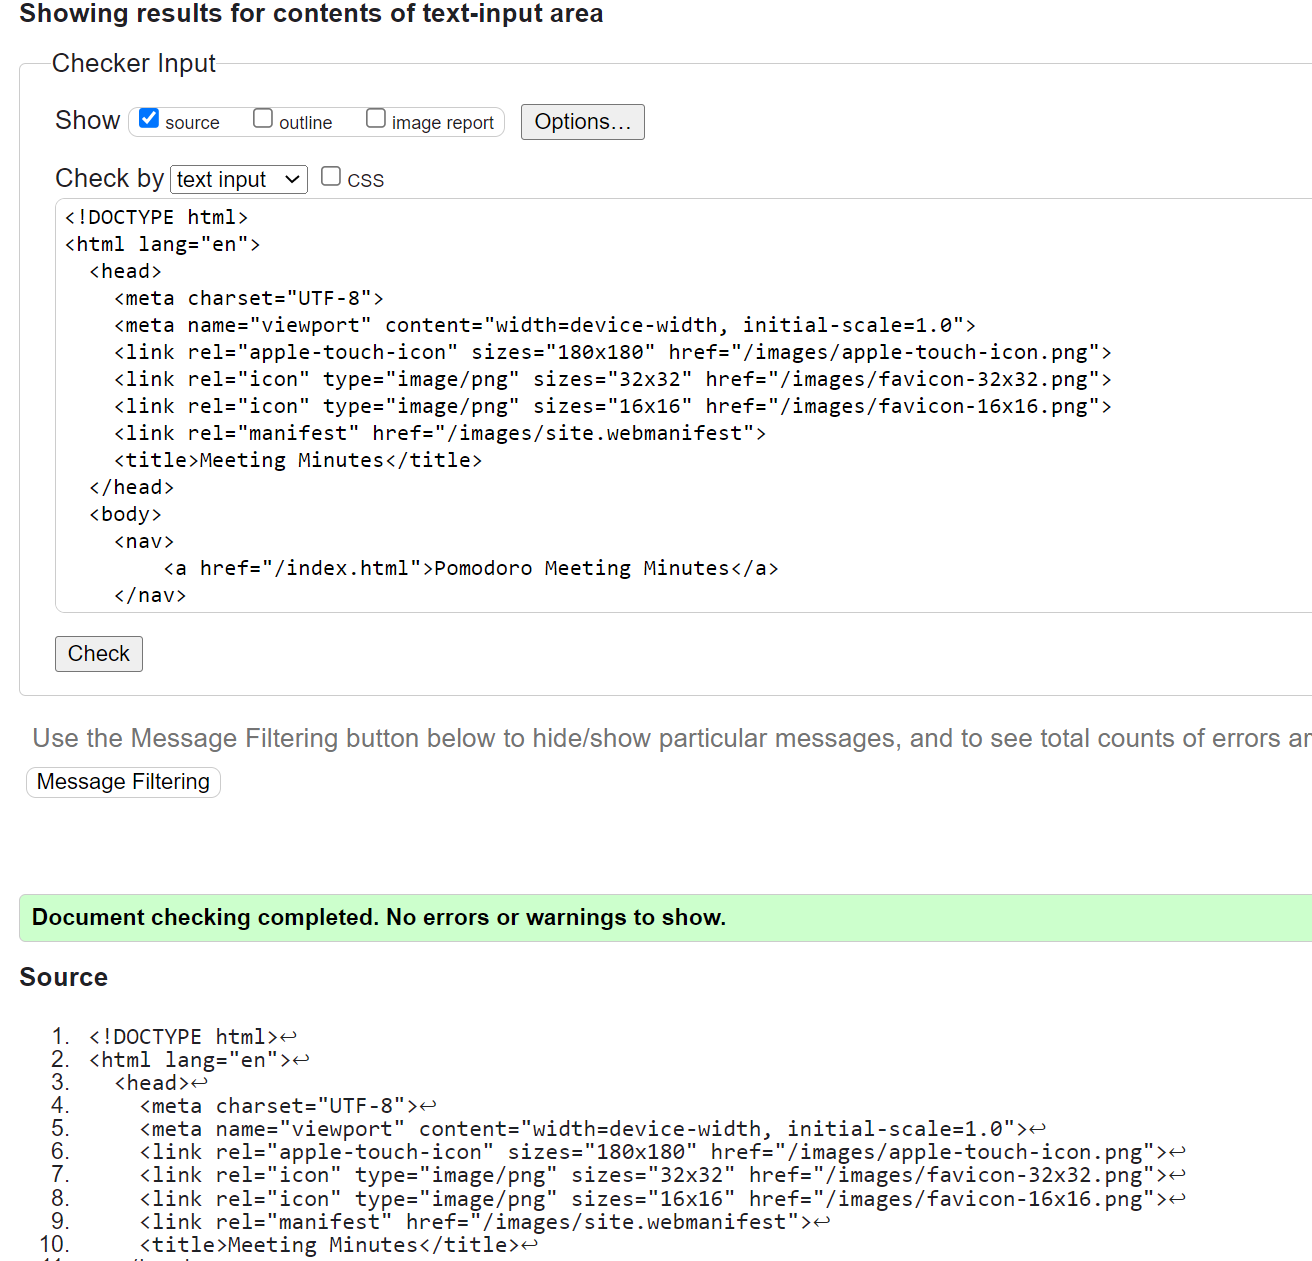 Showing results for contents of text-input area
Checker Input
Show source outline image report Options...
Check by text input CSS
<!DOCTYPE html>
<html lang="en">
  <head>
    <meta charset="UTF-8">
    <meta name="viewport" content="width=device-width, initial-scale=1.0">
    <link rel="apple-touch-icon" sizes="180x180" href="/images/apple-touch-icon.png">
    <link rel="icon" type="image/png" sizes="32x32" href="/images/favicon-32x32.png">
    <link rel="icon" type="image/png" sizes="16x16" href="/images/favicon-16x16.png">
    <link rel="manifest" href="/images/site.webmanifest">
    <title>Meeting Minutes</title>
  </head>
  <body>
    <nav>
        <a href="/index.html">Pomodoro Meeting Minutes</a>
    </nav>
Check
Use the Message Filtering button below to hide/show particular messages, and to see total counts of errors
Message Filtering
Document checking completed. No errors or warnings to show.
Source
1. <!DOCTYPE html>↩
2. <html lang="en">↩
3.   <head>↩
4.     <meta charset="UTF-8">↩
5.     <meta name="viewport" content="width=device-width, initial-scale=1.0">↩
6.     <link rel="apple-touch-icon" sizes="180x180" href="/images/apple-touch-icon.png">↩
7.     <link rel="icon" type="image/png" sizes="32x32" href="/images/favicon-32x32.png">↩
8.     <link rel="icon" type="image/png" sizes="16x16" href="/images/favicon-16x16.png">↩
9.     <link rel="manifest" href="/images/site.webmanifest">↩
10.     <title>Meeting Minutes</title>↩